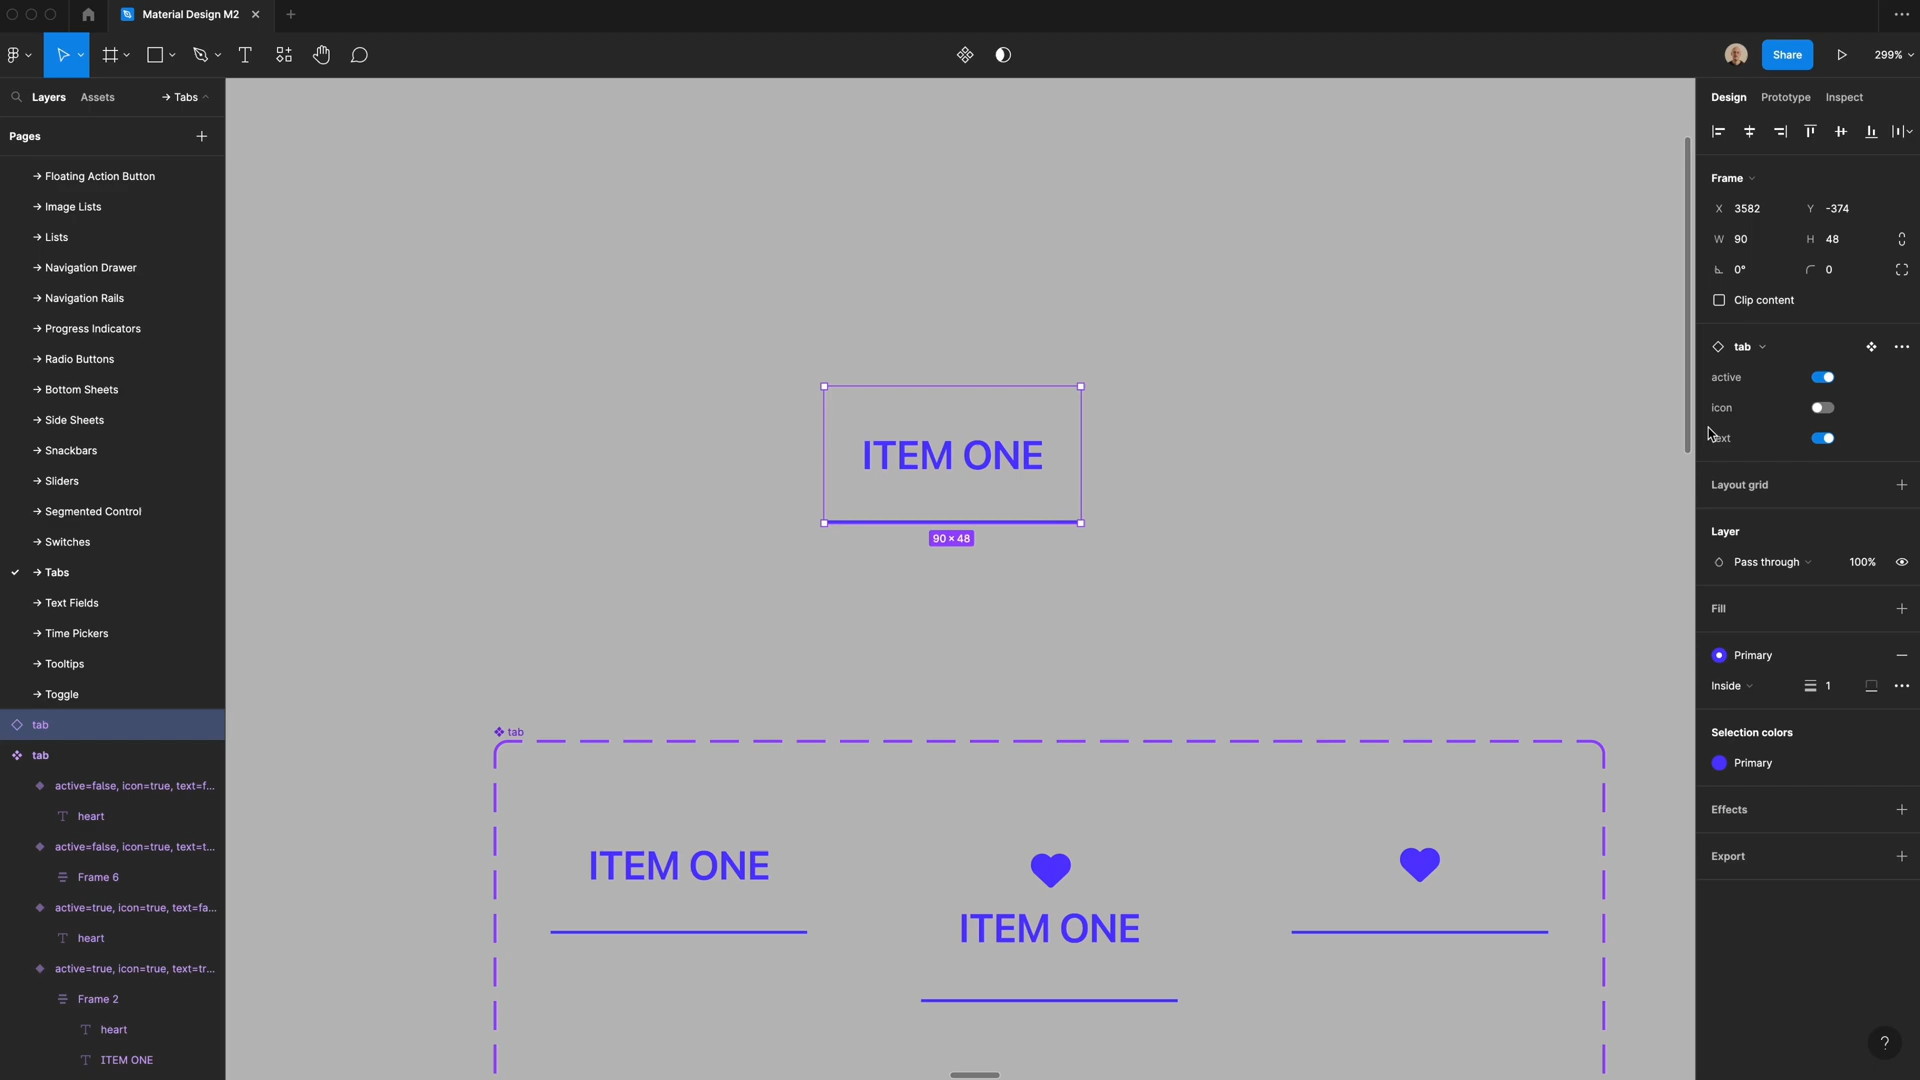 Material Design M2
Share
299%
Layers
Assets
→ Tabs
Pages
→ Floating Action Button
→ Image Lists
→ Lists
→ Navigation Drawer
→ Navigation Rails
→ Progress Indicators
→ Radio Buttons
→ Bottom Sheets
→ Side Sheets
→ Snackbars
→ Sliders
→ Segmented Control
→ Switches
→ Tabs
→ Text Fields
→ Time Pickers
→ Tooltips
→ Toggle
tab
tab
active=false, icon=true, text=f...
heart
active=false, icon=true, text=t...
Frame 6
active=true, icon=true, text=fa...
heart
active=true, icon=true, text=tr...
Frame 2
heart
ITEM ONE
ITEM ONE
90 × 48
tab
ITEM ONE
ITEM ONE
Design
Prototype
Inspect
Frame
X 3582
Y -374
W 90
H 48
0°
0
Clip content
tab
active
icon
text
Layout grid
Layer
Pass through
100%
Fill
Primary
Inside
1
Selection colors
Primary
Effects
Export
?